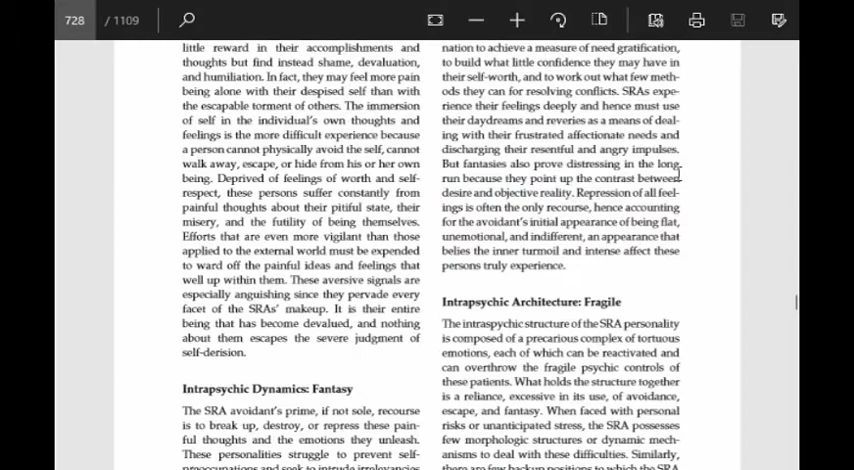 728 / 1109
little reward in their accomplishments and
thoughts but find instead shame, devaluation,
and humiliation. In fact, they may feel more pain
being alone with their despised self than with
the escapable torment of others. The immersion
of self in the individual's own thoughts and
feelings is the more difficult experience because
a person cannot physically avoid the self, cannot
walk away, escape, or hide from his or her own
being. Deprived of feelings of worth and self-
respect, these persons suffer constantly from
painful thoughts about their pitiful state, their
misery, and the futility of being themselves.
Efforts that are even more vigilant than those
applied to the external world must be expended
to ward off the painful ideas and feelings that
well up within them. These aversive signals are
especially anguishing since they pervade every
facet of the SRAs' makeup. It is their entire
being that has become devalued, and nothing
about them escapes the severe judgment of
self-derision.
Intrapsychic Dynamics: Fantasy
The SRA avoidant's prime, if not sole, recourse
is to break up, destroy, or repress these pain-
ful thoughts and the emotions they unleash.
These personalities struggle to prevent self-
preoccupations and seek to intrude irrelevancies
nation to achieve a measure of need gratification,
to build what little confidence they may have in
their self-worth, and to work out what few meth-
ods they can for resolving conflicts. SRAs expe-
rience their feelings deeply and hence must use
their daydreams and reveries as a means of deal-
ing with their frustrated affectionate needs and
discharging their resentful and angry impulses.
But fantasies also prove distressing in the long
run because they point up the contrast between
desire and objective reality. Repression of all feel-
ings is often the only recourse, hence accounting
for the avoidant's initial appearance of being flat,
unemotional, and indifferent, an appearance that
belies the inner turmoil and intense affect these
persons truly experience.
Intrapsychic Architecture: Fragile
The intraspychic structure of the SRA personality
is composed of a precarious complex of tortuous
emotions, each of which can be reactivated and
can overthrow the fragile psychic controls of
these patients. What holds the structure together
is a reliance, excessive in its use, of avoidance,
escape, and fantasy. When faced with personal
risks or unanticipated stress, the SRA possesses
few morphologic structures or dynamic mech-
anisms to deal with these difficulties. Similarly,
there are few backup positions to which the SRA